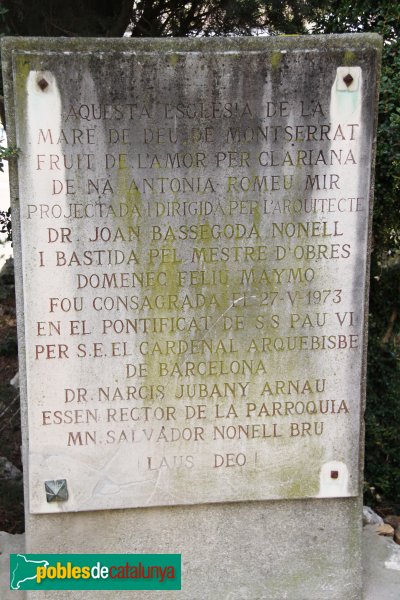 AQUESTA ESGLESIA DE LA
MARE DE DEU DE MONTSERRAT
FRUIT DE L'AMOR PER CLARIANA
DE NA ANTONIA ROMEU MIR
PROJECTADA I DIRIGIDA PER L'ARQUITECTE
DR. JOAN BASSEGODA NONELL
I BASTIDA PEL MESTRE D'OBRES
DOMENEC FELIU MAYMO
FOU CONSAGRADA EL 27-V-1973
EN EL PONTIFICAT DE S.S PAU VI
PER S.E. EL CARDENAL ARQUEBISBE
DE BARCELONA
DR. NARCIS JUBANY ARNAU
ESSEN RECTOR DE LA PARROQUIA
MN. SALVADOR NONELL BRU
¡LAUS DEO!
poblesdecatalunya